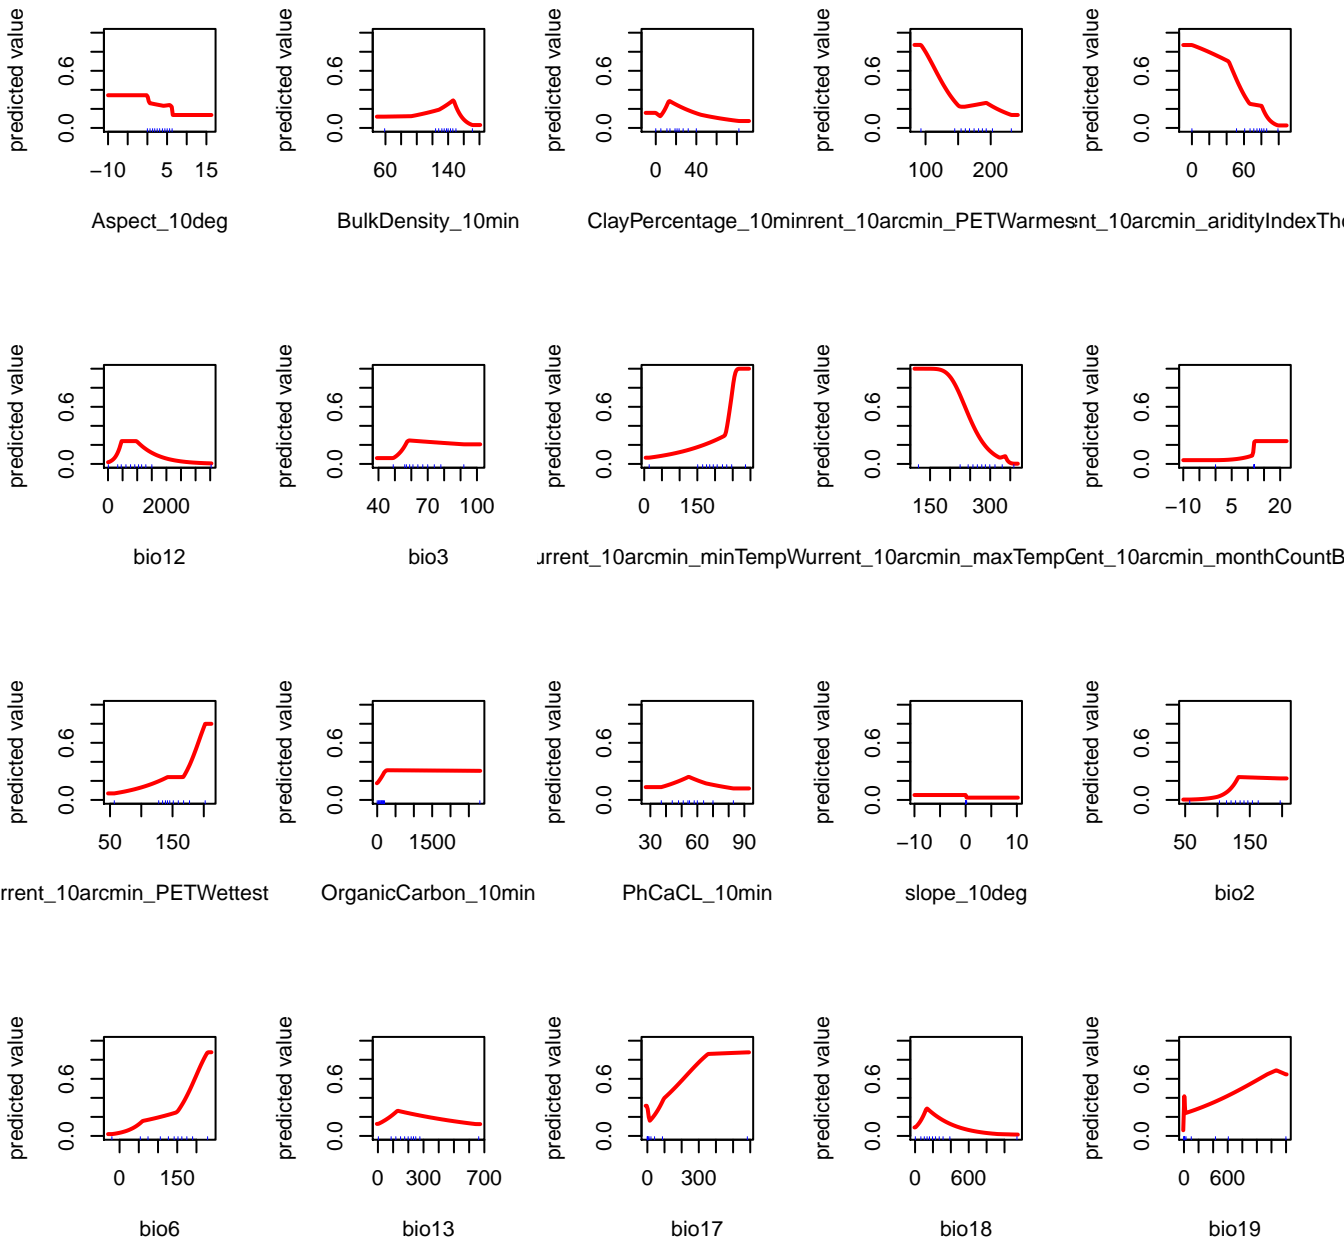 predicted value predicted value predicted value predicted value predicted value
0.0 0.6 0.0 0.6 0.0 0.6 0.0 0.6 0.0 0.6
−10 5 15 60 140 0 40 100 200 0 60
Aspect_10deg BulkDensity_10min ClayPercentage_10min rrent_10arcmin_PETWarmes ent_10arcmin_aridityIndexTho
predicted value predicted value predicted value predicted value predicted value
0.0 0.6 0.0 0.6 0.0 0.6 0.0 0.6 0.0 0.6
0 2000 40 70 100 0 150 150 300 −10 5 20
bio12 bio3 urrent_10arcmin_minTempW urrent_10arcmin_maxTempC ent_10arcmin_monthCountB
predicted value predicted value predicted value predicted value predicted value
0.0 0.6 0.0 0.6 0.0 0.6 0.0 0.6 0.0 0.6
50 150 0 1500 30 60 90 −10 0 10 50 150
rrent_10arcmin_PETWettest OrganicCarbon_10min PhCaCL_10min slope_10deg bio2
predicted value predicted value predicted value predicted value predicted value
0.0 0.6 0.0 0.6 0.0 0.6 0.0 0.6 0.0 0.6
0 150 0 300 700 0 300 0 600 0 600
bio6 bio13 bio17 bio18 bio19